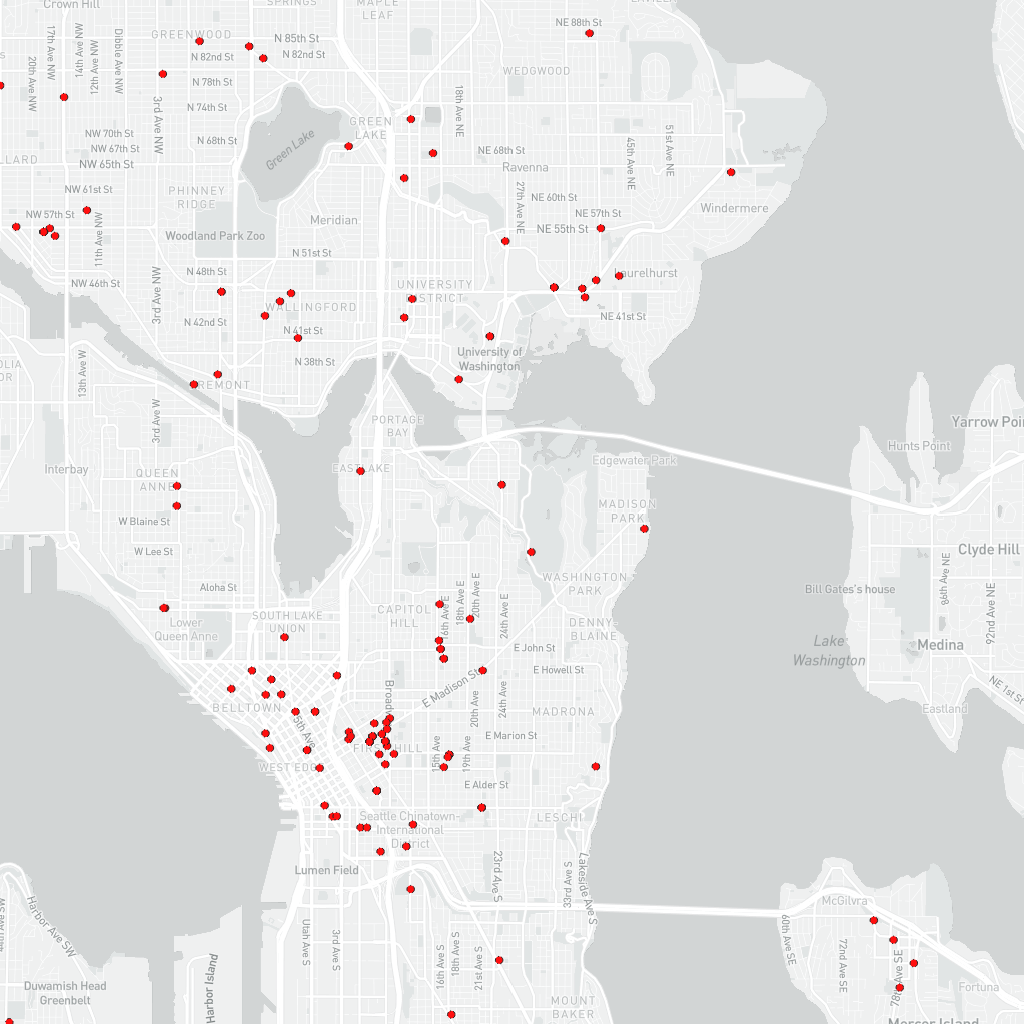 Crown Hill
SPRINGS
MAPLE
LEAF
NE 88th St
GREENWOOD
N 85th St
N 82nd St
N 82nd St
17th Ave NW
14th Ave NW
12th Ave NW
Dibble Ave NW
20th Ave NW
N 78th St
WEDGWOOD
3rd Ave NW
N 74th St
18th Ave NE
GREEN
LAKE
Green Lake
NW 70th St
NW 67th St
NW 65th St
N 68th St
NE 68th St
Ravenna
45th Ave NE
51st Ave NE
NW 61st St
PHINNEY
RIDGE
NE 60th St
27th Ave NE
Windermere
NW 57th St
11th Ave NW
Meridian
NE 57th St
NE 55th St
Woodland Park Zoo
N 51st St
N 48th St
Laurelhurst
NW 46th St
3rd Ave NW
UNIVERSITY
DISTRICT
WALLINGFORD
N 42nd St
N 41st St
NE 41st St
N 38th St
University of
Washington
13th Ave W
FREMONT
3rd Ave W
PORTAGE
BAY
Hunts Point
Yarrow Poin
Interbay
QUEEN
ANNE
EASTLAKE
Edgewater Park
MADISON
PARK
W Blaine St
W Lee St
Clyde Hill
Aloha St
WASHINGTON
PARK
86th Ave NE
92nd Ave NE
Bill Gates's house
Lower
Queen Anne
SOUTH LAKE
UNION
CAPITOL
HILL
16th Ave E
18th Ave E
20th Ave E
24th Ave E
DENNY-
BLAINE
Lake
Washington
Medina
E John St
E Howell St
E Madison St
NE 1st St
BELLTOWN
Broadw
20th Ave
24th Ave
MADRONA
Eastland
5th Ave
FIRST HILL
E Marion St
WEST EDGE
15th Ave
19th Ave
E Alder St
Seattle Chinatown-
International
District
LESCHI
Lumen Field
23rd Ave S
33rd Ave S
Lakeside Ave S
Harbor Ave SW
44th Ave SW
McGilvra
60th Ave SE
72nd Ave SE
78th Ave SE
Utah Ave S
3rd Ave S
16th Ave S
18th Ave S
21st Ave S
Harbor Island
Duwamish Head
Greenbelt
Fortuna
MOUNT
BAKER
Mercer Island